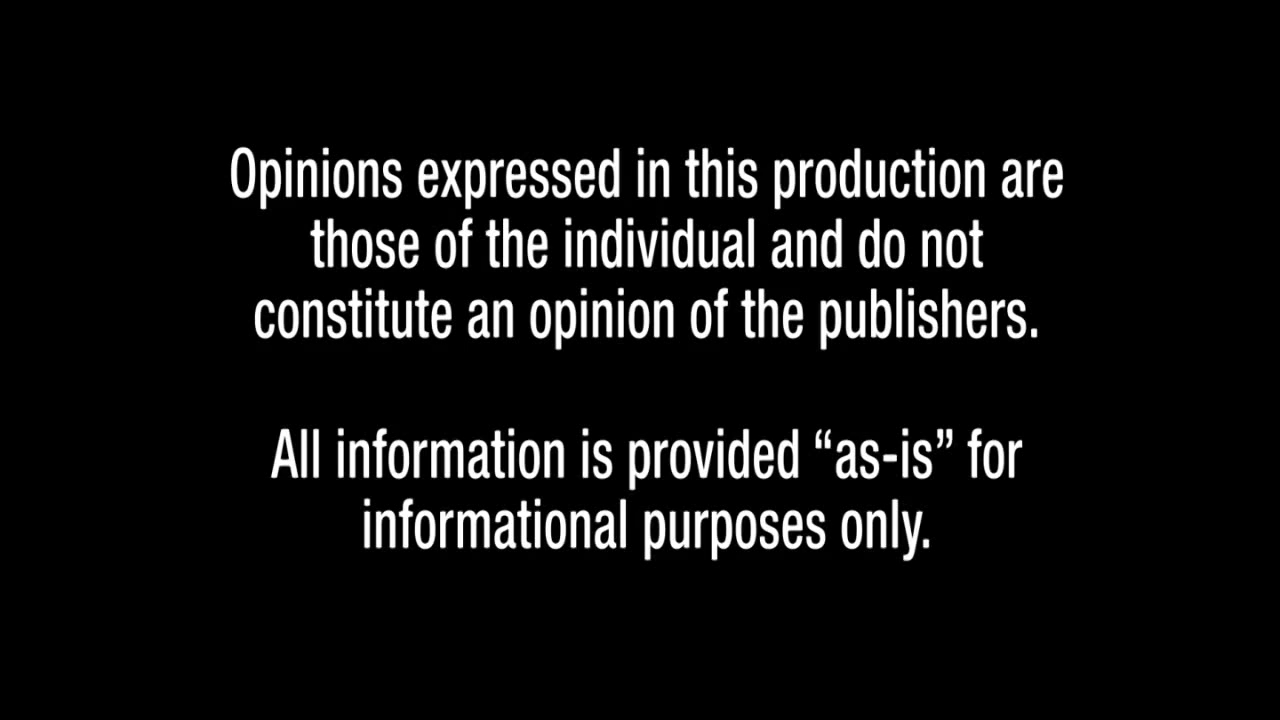 Opinions expressed in this production are
those of the individual and do not
constitute an opinion of the publishers.
All information is provided “as-is” for
informational purposes only.